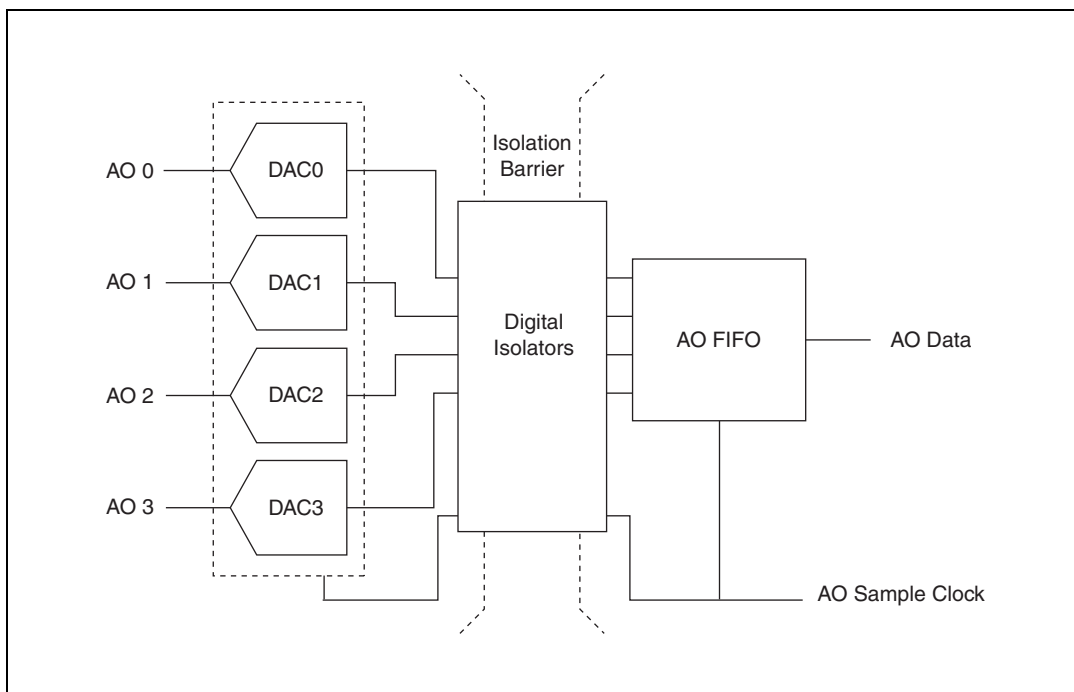 Isolation
Barrier
AO 0
DAC0
AO 1
DAC1
AO 2
DAC2
AO 3
DAC3
Digital
Isolators
AO FIFO
AO Data
AO Sample Clock